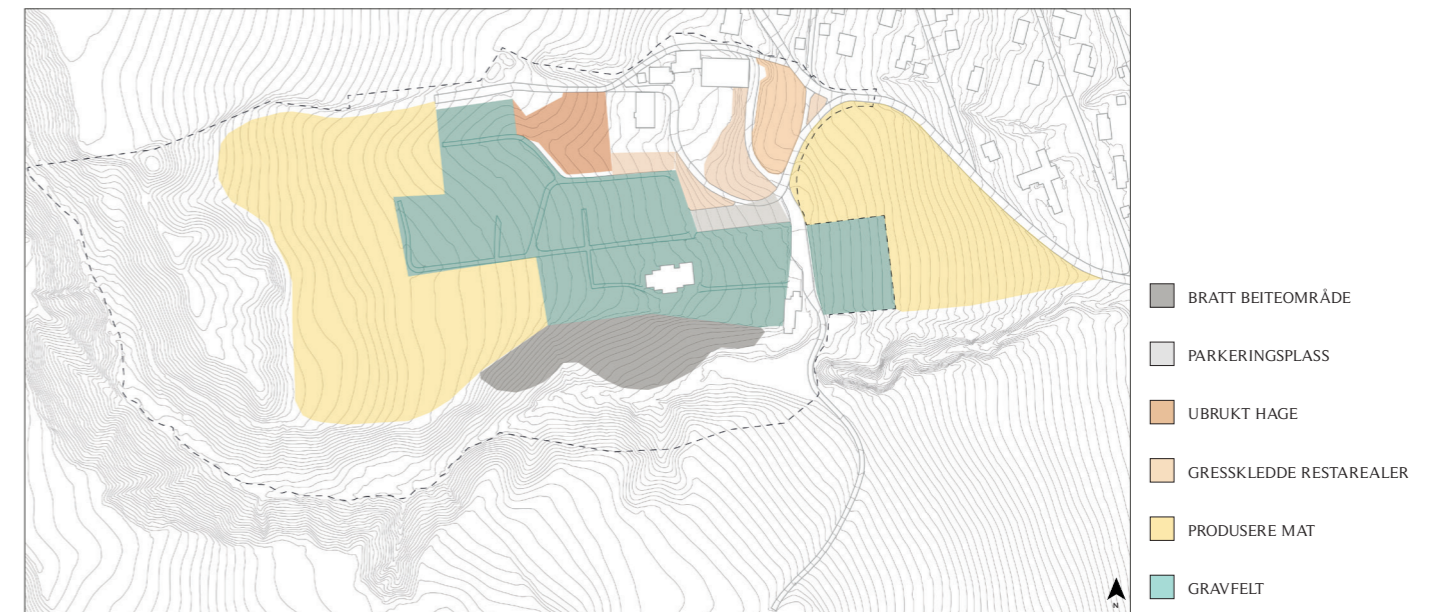 BRATT BEITEOMRÅDE
PARKERINGSPLASS
UBRUKT HAGE
GRESSKLEDDE RESTAREALER
PRODUSERE MAT
GRAVFELT
N